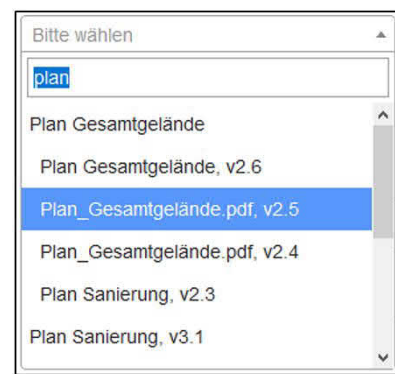 Bitte wählen
plan
Plan Gesamtgelände
Plan Gesamtgelände, v2.6
Plan_Gesamtgelände.pdf, v2.5
Plan_Gesamtgelände.pdf, v2.4
Plan Sanierung, v2.3
Plan Sanierung, v3.1